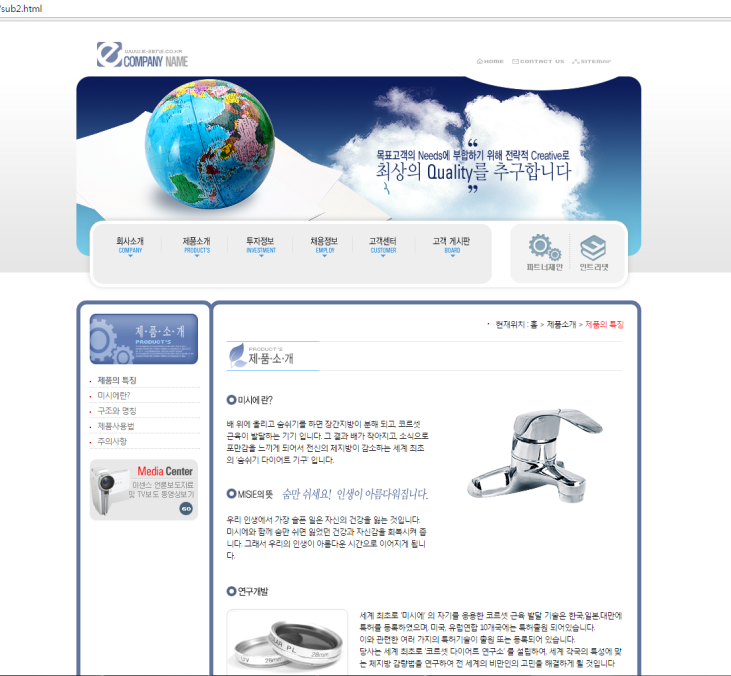 /sub2.html
WWW.E-SENS.CO.KR
COMPANY NAME
HOME CONTACT US SITEMAP
목표고객의 Needs에 부합하기 위해 전략적 Creative로
“최상의 Quality를 추구합니다”
회사소개 제품소개 투자정보 채용정보 고객센터 고객 게시판
COMPANY PRODUCT'S INVESTMENT EMPLOY CUSTOMER BOARD
파트너제안 인트라넷
제·품·소·개
PRODUCT'S
· 현재위치 : 홈 > 제품소개 > 제품의 특징
PRODUCT'S
제·품·소·개
· 제품의 특징
· 미시에란?
· 구조와 명칭
· 제품사용법
· 주의사항
Media Center
이센스 언론보도자료
및 TV보도 동영상보기
GO
미시에란?
배 위에 올리고 숨쉬기를 하면 장간지방이 분해 되고, 코르셋
근육이 발달하는 기기 입니다. 그 결과 배가 작아지고, 소식으로
포만감을 느끼게 되어서 전신의 체지방이 감소하는 세계 최초
의 '숨쉬기 다이어트 기구' 입니다.
MISIE의 뜻 숨만 쉬세요! 인생이 아름다워집니다.
우리 인생에서 가장 슬픈 일은 자신의 건강을 잃는 것입니다.
미시에와 함께 숨만 쉬면 잃었던 건강과 자신감을 회복시켜 줍
니다. 그래서 우리의 인생이 아름다운 시간으로 이어지게 됩니
다.
연구개발
세계 최초로 '미시에' 의 자기를 응용한 코르셋 근육 발달 기술은 한국,일본,대만에
특허를 등록하였으며, 미국, 유럽연합 10개국에는 특허출원 되어있습니다.
이와 관련한 여러 가지의 특허기술이 출원 또는 등록되어 있습니다.
당사는 세계 최초로 '코르셋 다이어트 연구소' 를 설립하여, 세계 각국의 특성에 맞
는 체지방 감량법을 연구하여 전 세계의 비만인의 고민을 해결하게 될 것입니다
PL 28mm
UV 28mm